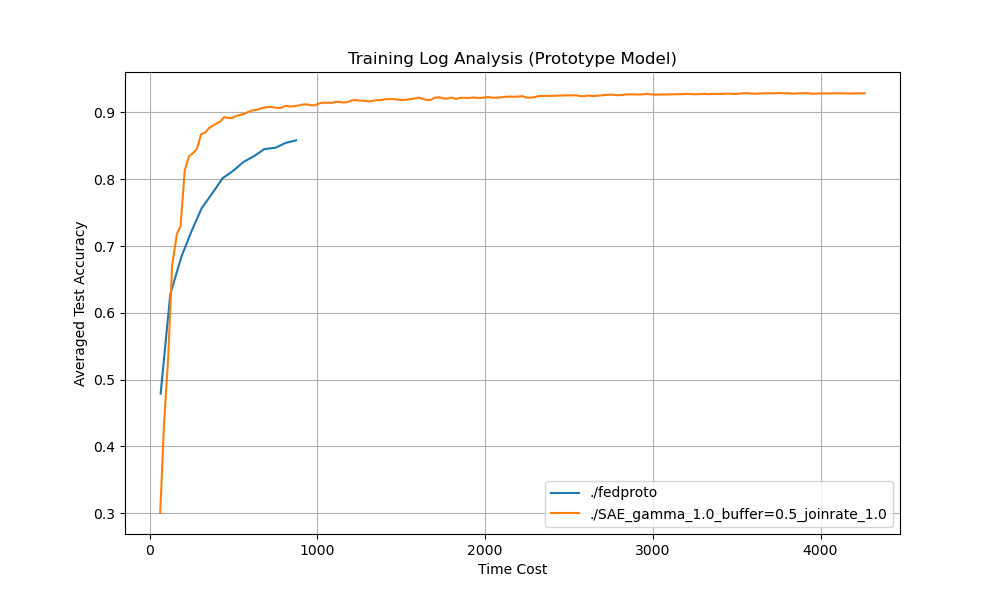 Training Log Analysis (Prototype Model)
Averaged Test Accuracy
0.9
0.8
0.7
0.6
0.5
0.4
0.3
0 1000 2000 3000 4000
Time Cost
./fedproto
./SAE_gamma_1.0_buffer=0.5_joinrate_1.0